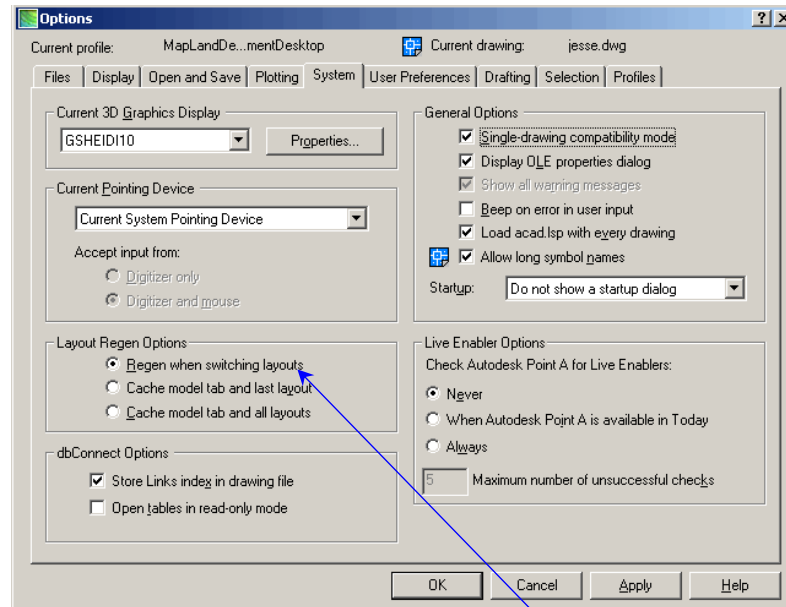 Options
Current profile: MapLandDe...mentDesktop Current drawing: jesse.dwg
Files Display Open and Save Plotting System User Preferences Drafting Selection Profiles
Current 3D Graphics Display
GSHEIDI10 Properties...
Current Pointing Device
Current System Pointing Device
Accept input from:
Digitizer only
Digitizer and mouse
Layout Regen Options
Regen when switching layouts
Cache model tab and last layout
Cache model tab and all layouts
dbConnect Options
Store Links index in drawing file
Open tables in read-only mode
General Options
Single-drawing compatibility mode
Display OLE properties dialog
Show all warning messages
Beep on error in user input
Load acad.lsp with every drawing
Allow long symbol names
Startup: Do not show a startup dialog
Live Enabler Options
Check Autodesk Point A for Live Enablers:
Never
When Autodesk Point A is available in Today
Always
5 Maximum number of unsuccessful checks
OK Cancel Apply Help